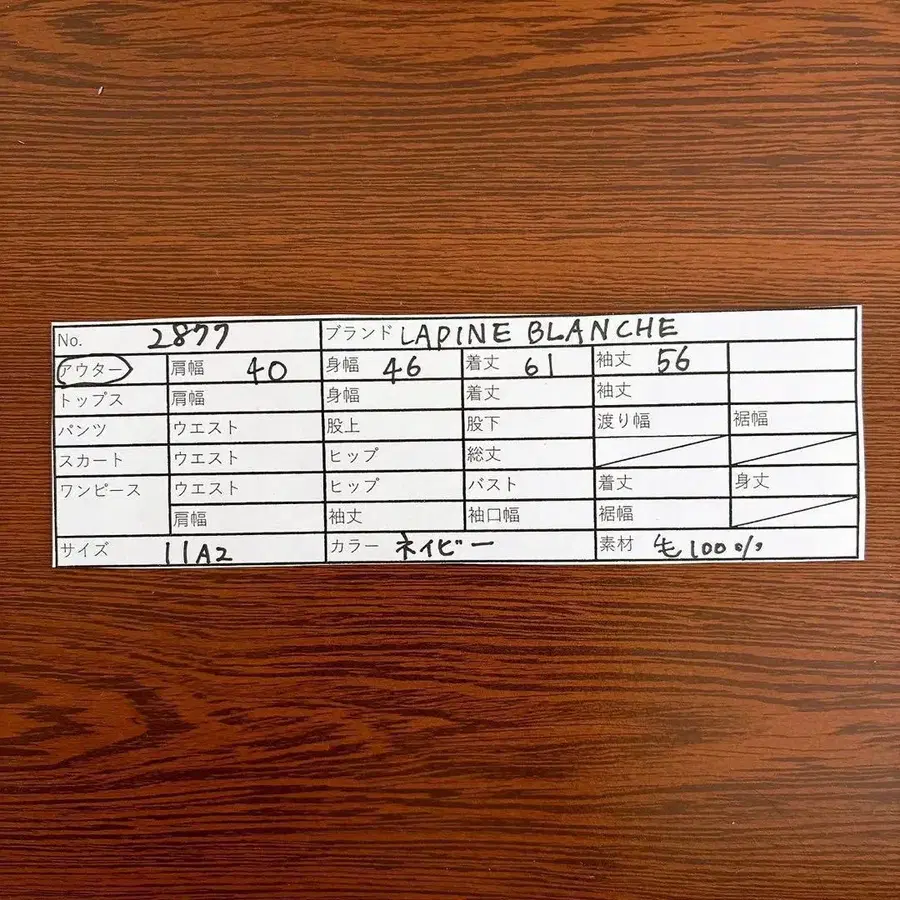 No. 2877 ブランド LAPINE BLANCHE
アウター 肩幅 40 身幅 46 着丈 61 袖丈 56
トップス 肩幅 身幅 着丈 袖丈
パンツ ウエスト 股上 股下 渡り幅 裾幅
スカート ウエスト ヒップ 総丈
ワンピース ウエスト ヒップ バスト 着丈 身丈
肩幅 袖丈 袖口幅 裾幅
サイズ 11A2 カラー ネイビー 素材 毛100%